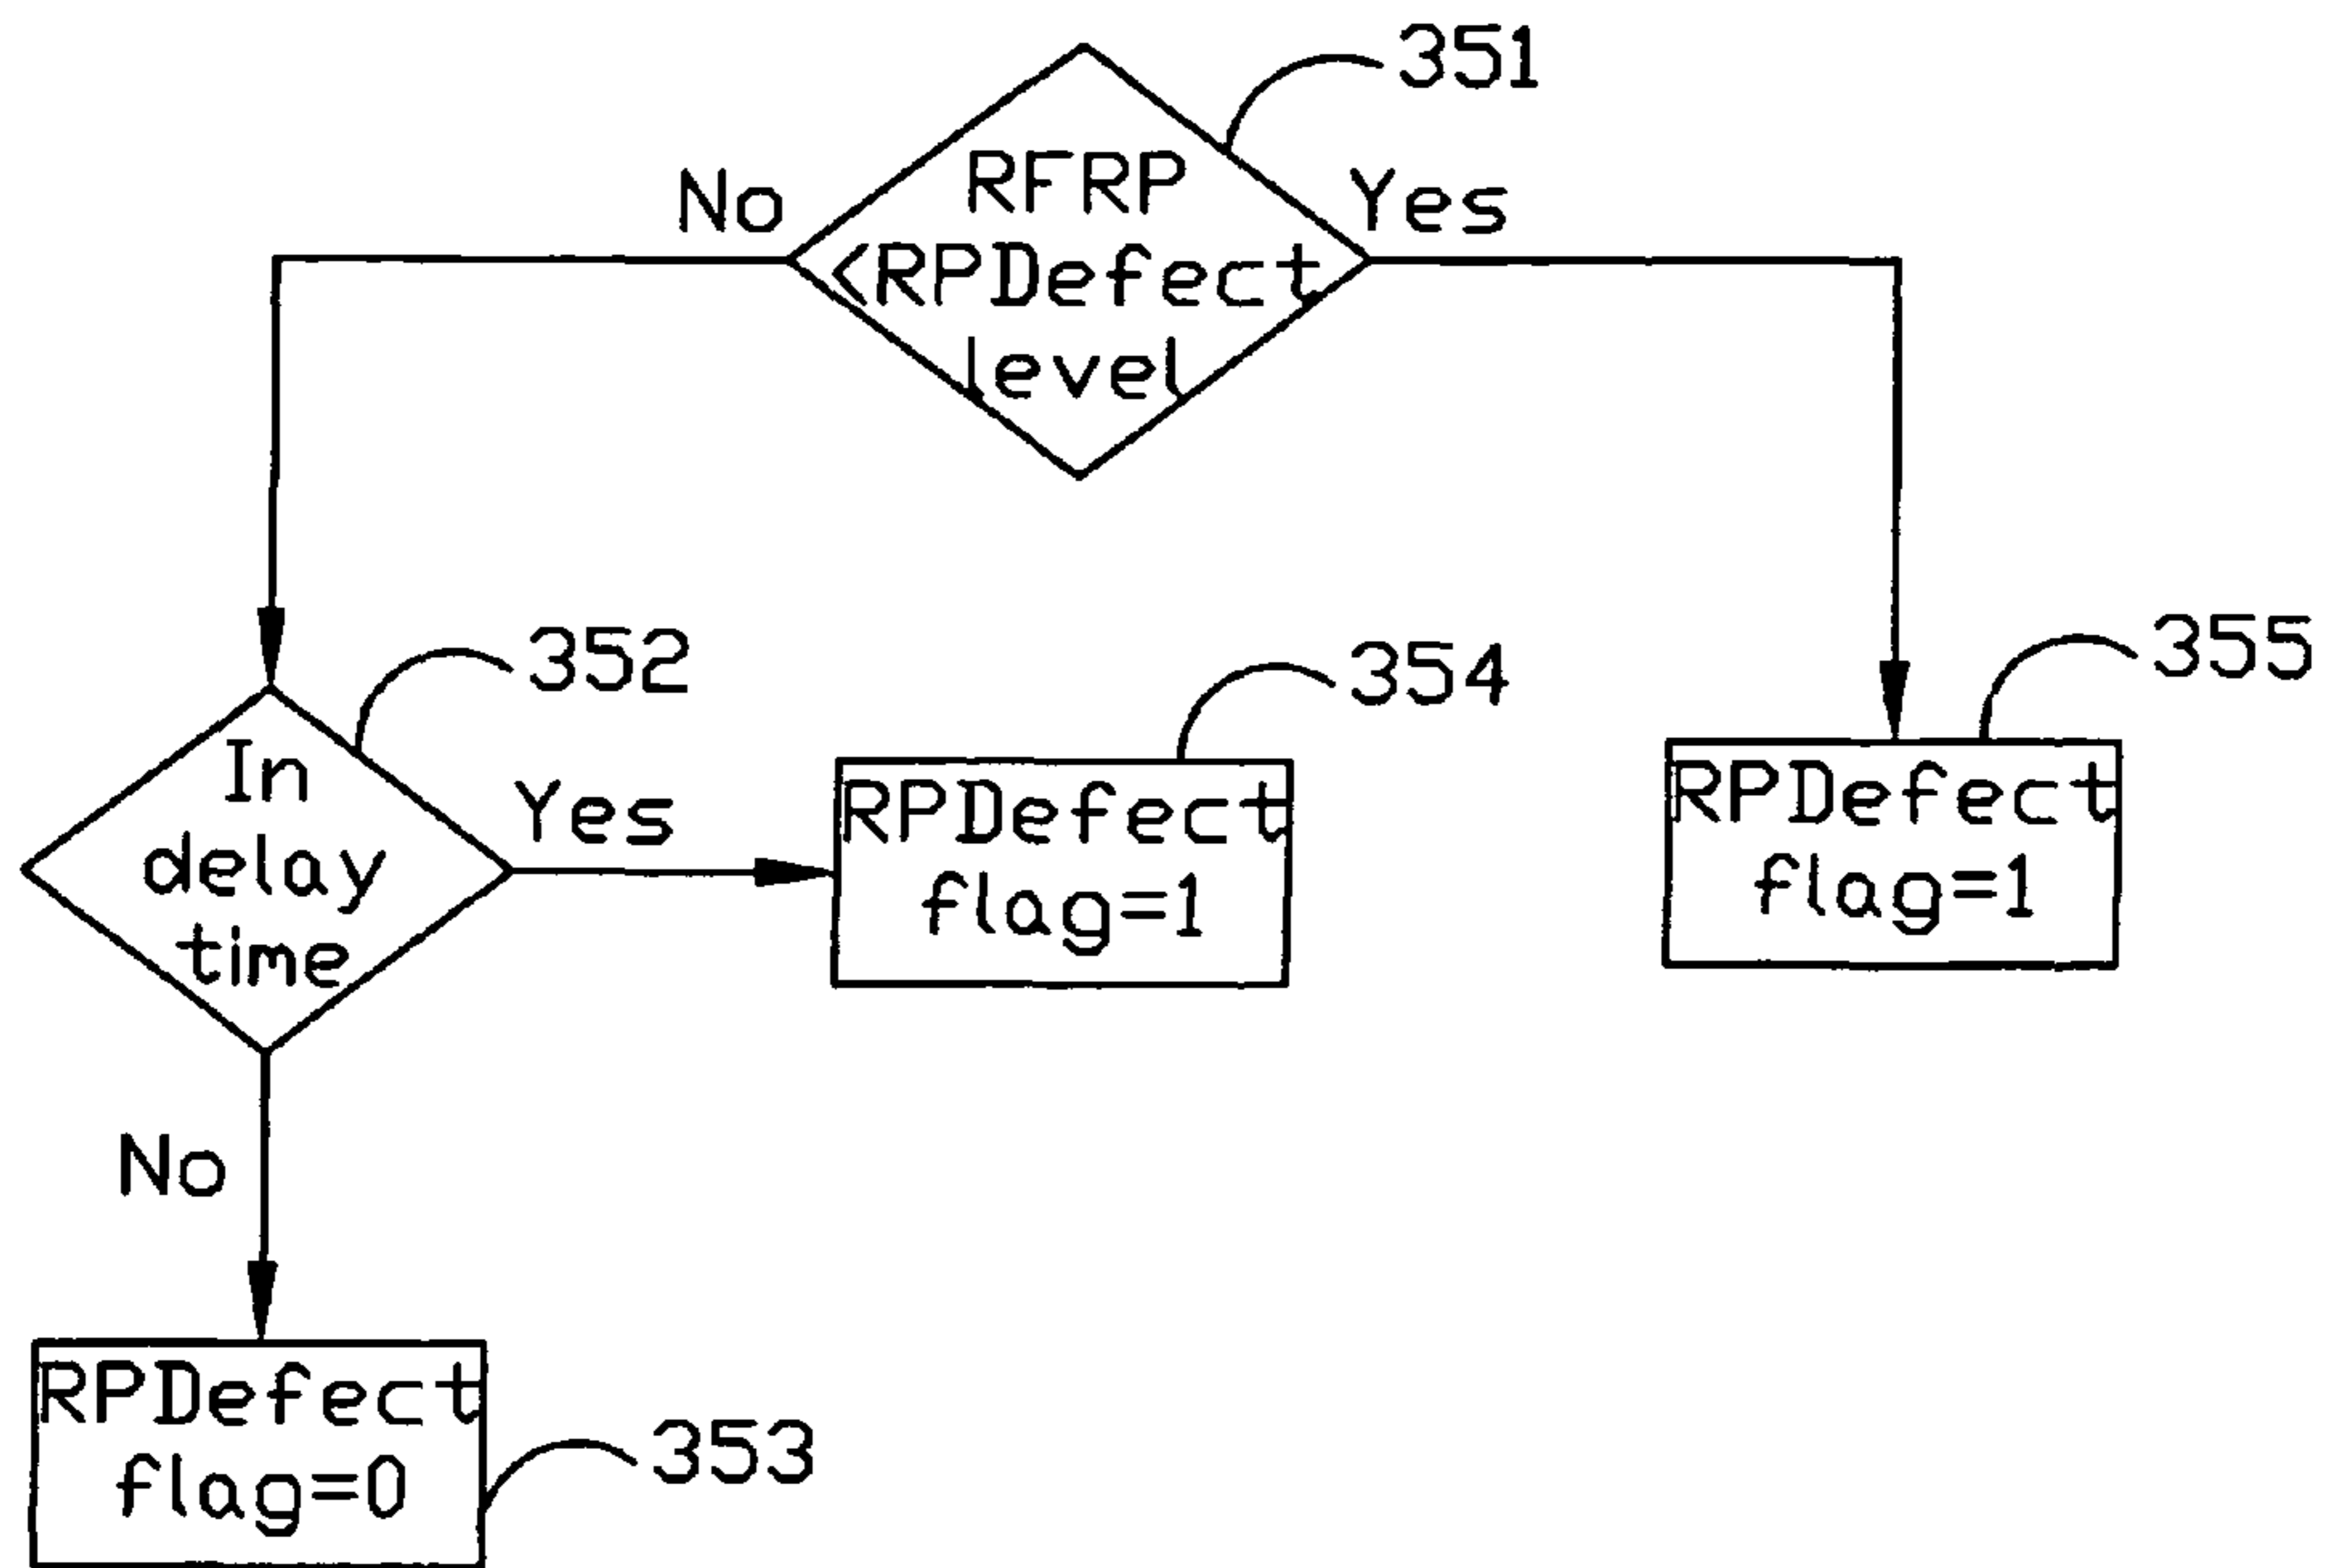 351
RFRP
<RPDefect
level
No
Yes
352
In
delay
time
Yes
No
354
RPDefect
flag=1
355
RPDefect
flag=1
RPDefect
flag=0
353